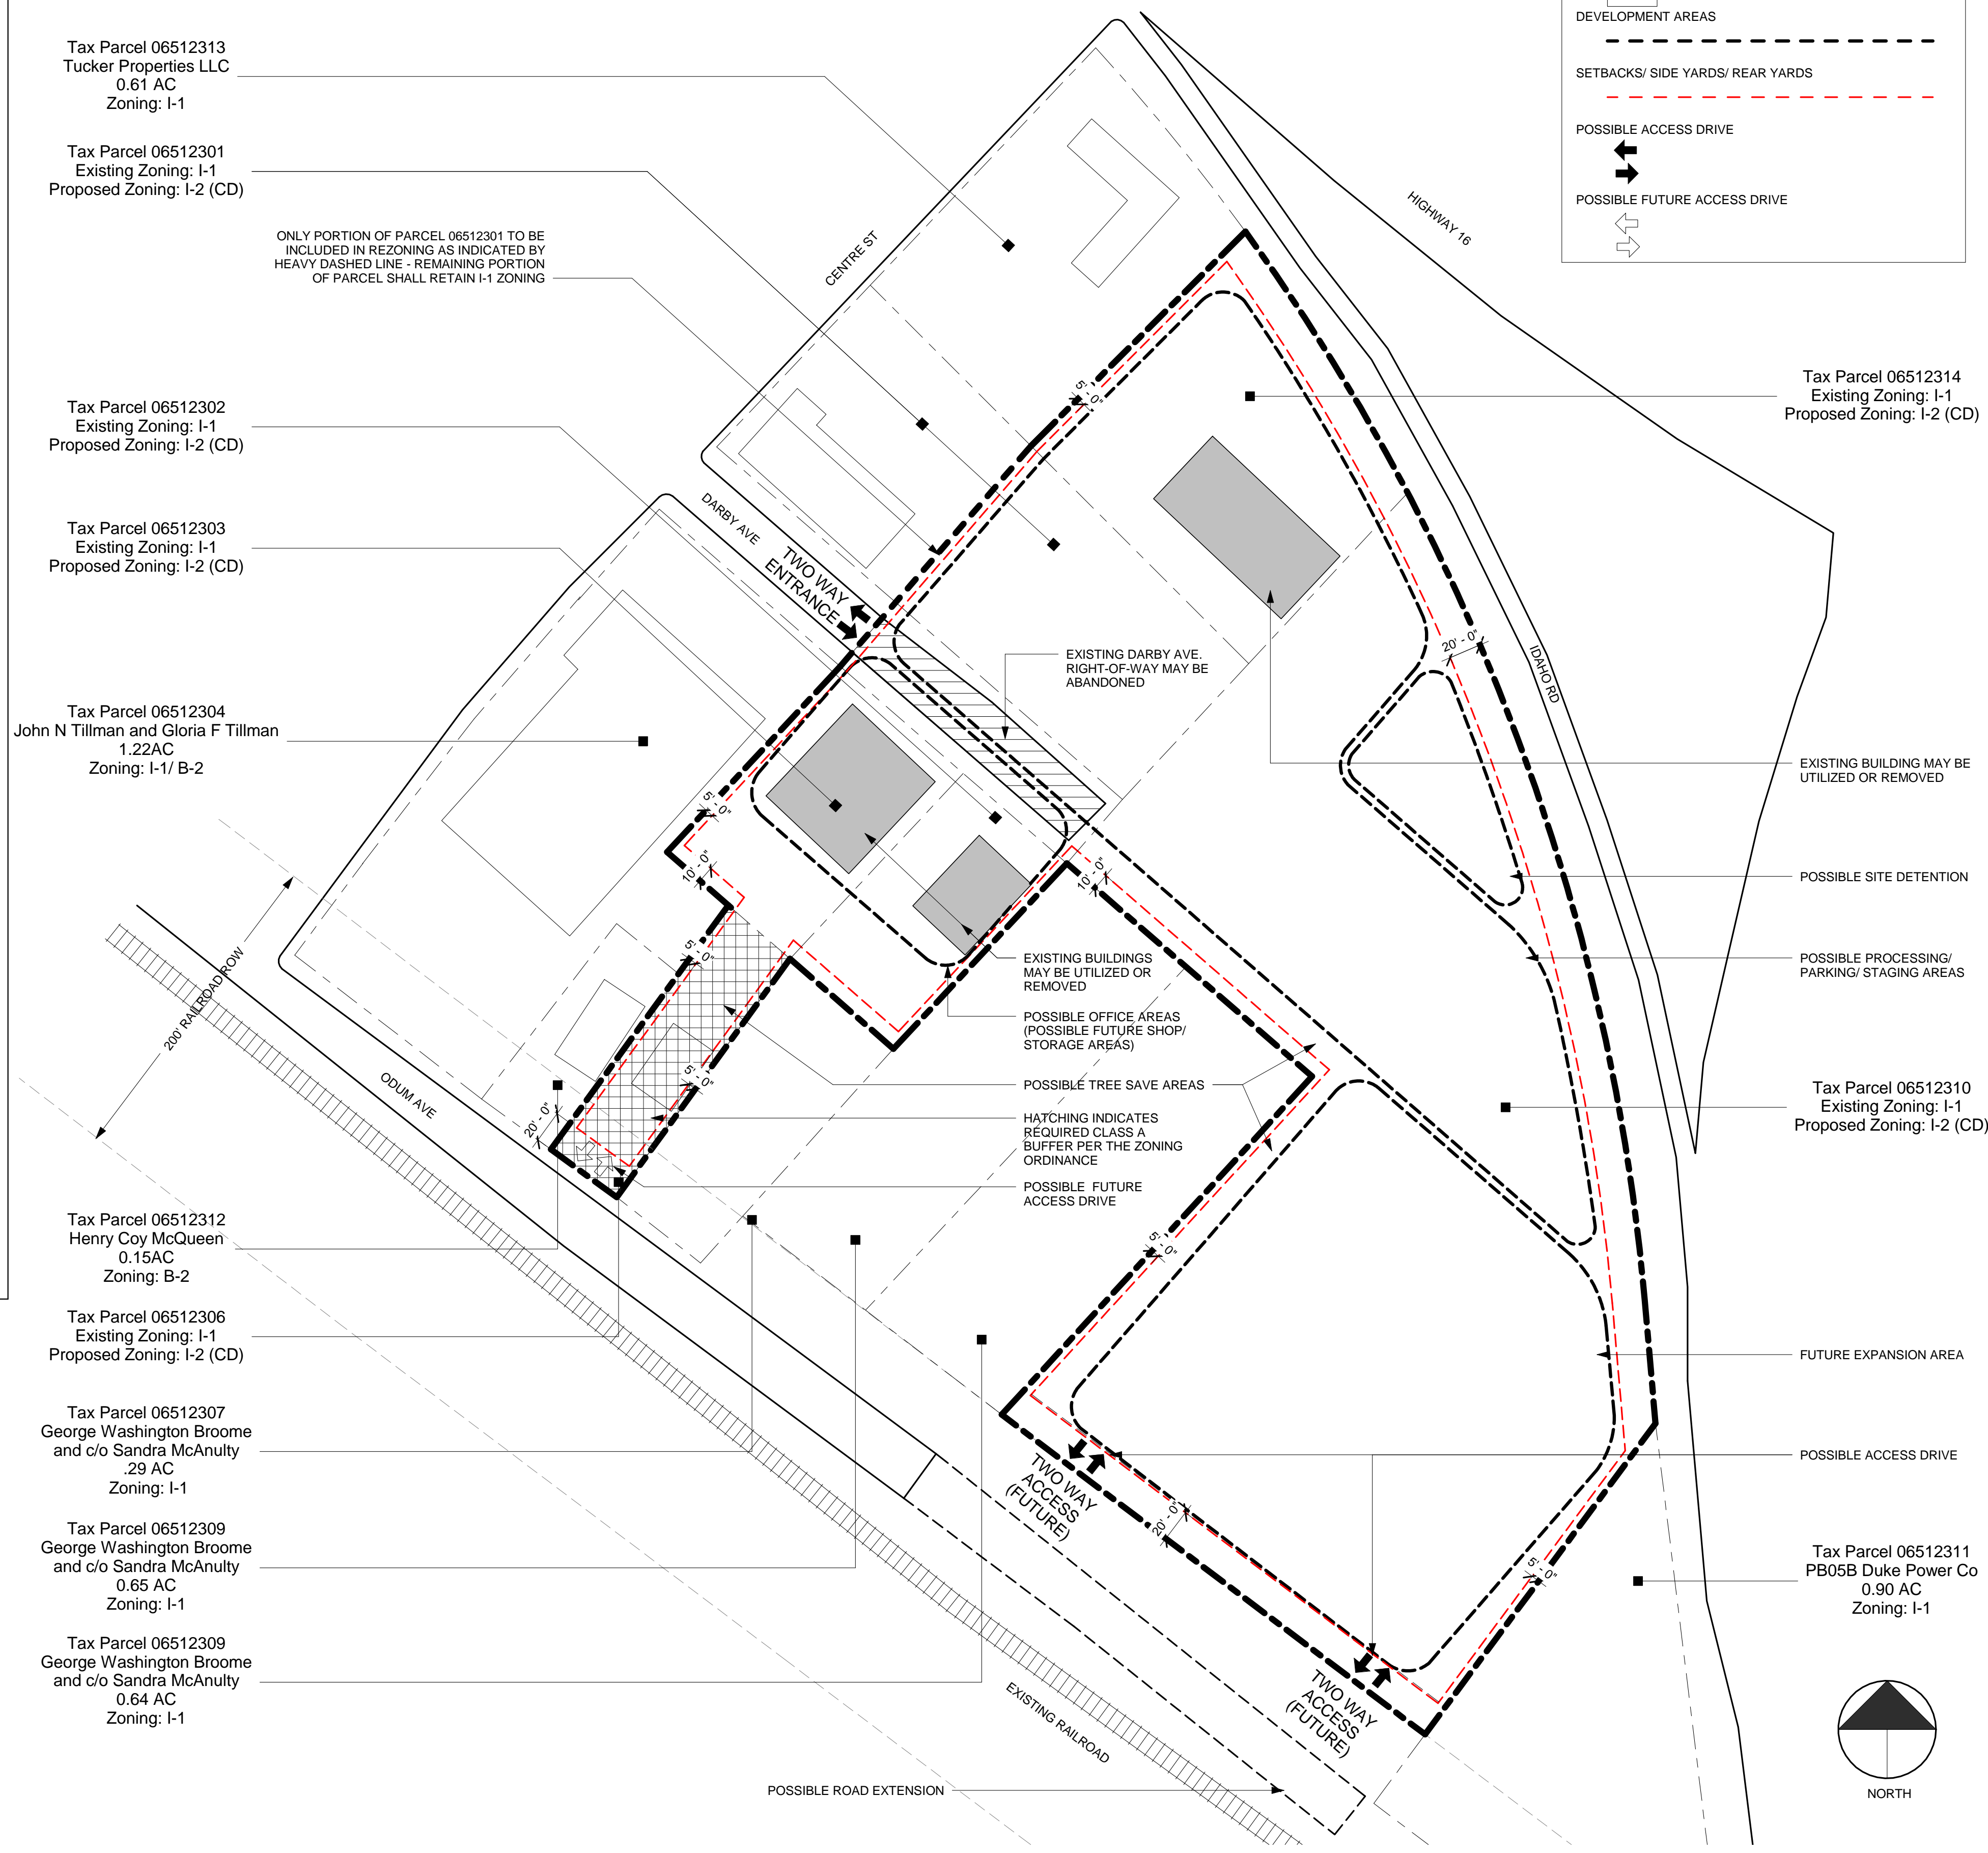 Tax Parcel 06512313
Tucker Properties LLC
0.61 AC
Zoning: I-1
Tax Parcel 06512301
Existing Zoning: I-1
Proposed Zoning: I-2 (CD)
ONLY PORTION OF PARCEL 06512301 TO BE
INCLUDED IN REZONING AS INDICATED BY
HEAVY DASHED LINE - REMAINING PORTION
OF PARCEL SHALL RETAIN I-1 ZONING
Tax Parcel 06512302
Existing Zoning: I-1
Proposed Zoning: I-2 (CD)
Tax Parcel 06512303
Existing Zoning: I-1
Proposed Zoning: I-2 (CD)
Tax Parcel 06512304
John N Tillman and Gloria F Tillman
1.22AC
Zoning: I-1/ B-2
Tax Parcel 06512312
Henry Coy McQueen
0.15AC
Zoning: B-2
Tax Parcel 06512306
Existing Zoning: I-1
Proposed Zoning: I-2 (CD)
Tax Parcel 06512307
George Washington Broome
and c/o Sandra McAnulty
.29 AC
Zoning: I-1
Tax Parcel 06512309
George Washington Broome
and c/o Sandra McAnulty
0.65 AC
Zoning: I-1
Tax Parcel 06512309
George Washington Broome
and c/o Sandra McAnulty
0.64 AC
Zoning: I-1
CENTRE ST
DARBY AVE
TWO WAY
ENTRANCE
5' - 0"
HIGHWAY 16
IDAHO RD
20' - 0"
EXISTING DARBY AVE.
RIGHT-OF-WAY MAY BE
ABANDONED
5' - 0"
10' - 0"
10' - 0"
5' - 0"
5' - 0"
20' - 0"
200' RAILROAD ROW
ODUM AVE
EXISTING BUILDINGS
MAY BE UTILIZED OR
REMOVED
POSSIBLE OFFICE AREAS
(POSSIBLE FUTURE SHOP/
STORAGE AREAS)
POSSIBLE TREE SAVE AREAS
HATCHING INDICATES
REQUIRED CLASS A
BUFFER PER THE ZONING
ORDINANCE
POSSIBLE FUTURE
ACCESS DRIVE
5' - 0"
TWO WAY
ACCESS
(FUTURE)
20' - 0"
TWO WAY
ACCESS
(FUTURE)
5' - 0"
EXISTING RAILROAD
POSSIBLE ROAD EXTENSION
DEVELOPMENT AREAS
SETBACKS/ SIDE YARDS/ REAR YARDS
POSSIBLE ACCESS DRIVE
POSSIBLE FUTURE ACCESS DRIVE
Tax Parcel 06512314
Existing Zoning: I-1
Proposed Zoning: I-2 (CD)
EXISTING BUILDING MAY BE
UTILIZED OR REMOVED
POSSIBLE SITE DETENTION
POSSIBLE PROCESSING/
PARKING/ STAGING AREAS
Tax Parcel 06512310
Existing Zoning: I-1
Proposed Zoning: I-2 (CD)
FUTURE EXPANSION AREA
POSSIBLE ACCESS DRIVE
Tax Parcel 06512311
PB05B Duke Power Co
0.90 AC
Zoning: I-1
NORTH